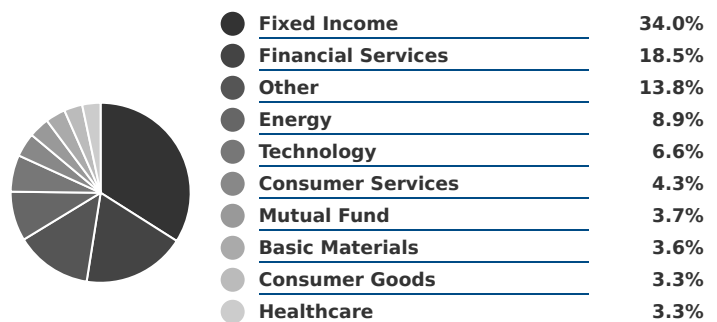 Fixed Income 34.0%
Financial Services 18.5%
Other 13.8%
Energy 8.9%
Technology 6.6%
Consumer Services 4.3%
Mutual Fund 3.7%
Basic Materials 3.6%
Consumer Goods 3.3%
Healthcare 3.3%